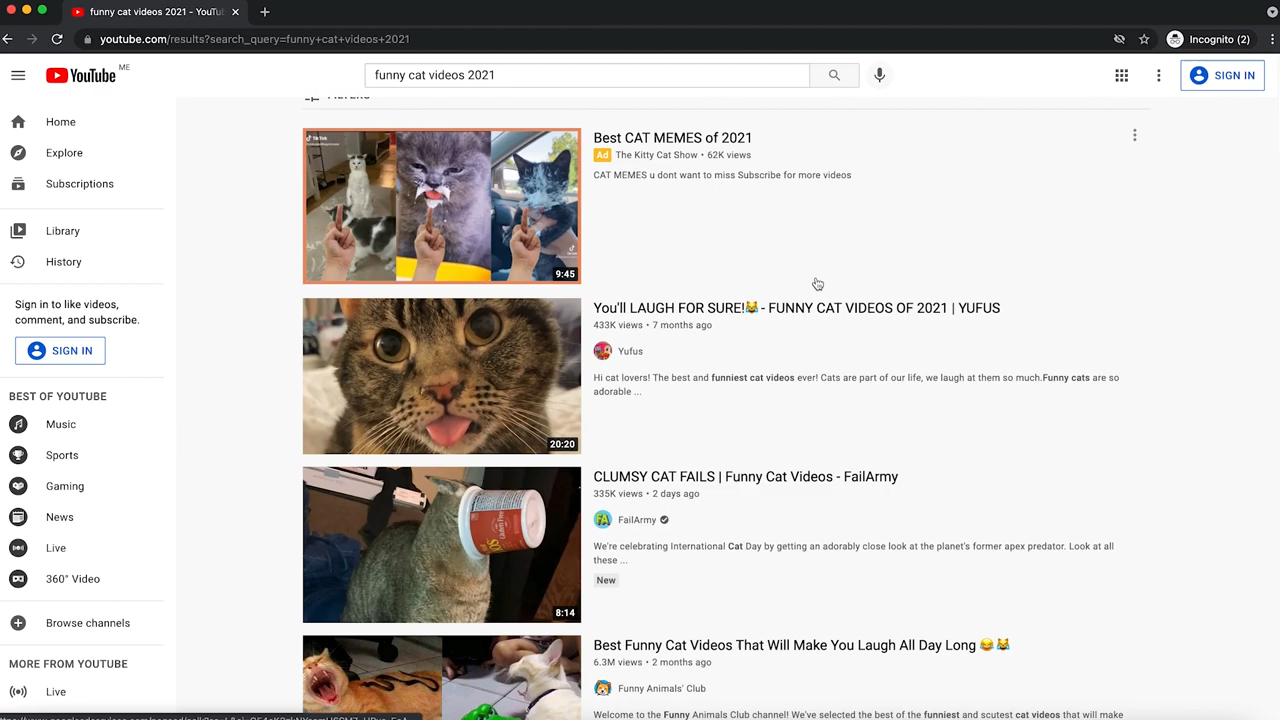 funny cat videos 2021 - YouTu
youtube.com/results?search_query=funny+cat+videos+2021
Incognito (2)
YouTube ME
funny cat videos 2021
SIGN IN
FILTERS
Home
Explore
Subscriptions
Library
History
Sign in to like videos,
comment, and subscribe.
SIGN IN
BEST OF YOUTUBE
Music
Sports
Gaming
News
Live
360° Video
Browse channels
MORE FROM YOUTUBE
Live
TikTok
9:45
Best CAT MEMES of 2021
Ad The Kitty Cat Show • 62K views
CAT MEMES u dont want to miss Subscribe for more videos
20:20
You'll LAUGH FOR SURE!😹 - FUNNY CAT VIDEOS OF 2021 | YUFUS
433K views • 7 months ago
Yufus
Hi cat lovers! The best and funniest cat videos ever! Cats are part of our life, we laugh at them so much.Funny cats are so
adorable ...
8:14
CLUMSY CAT FAILS | Funny Cat Videos - FailArmy
335K views • 2 days ago
FA FailArmy
We're celebrating International Cat Day by getting an adorably close look at the planet's former apex predator. Look at all
these ...
New
Best Funny Cat Videos That Will Make You Laugh All Day Long 😂😹
6.3M views • 2 months ago
Funny Animals' Club
Welcome to the Funny Animals Club channel! We've selected the best of the funniest and scutest cat videos that will make